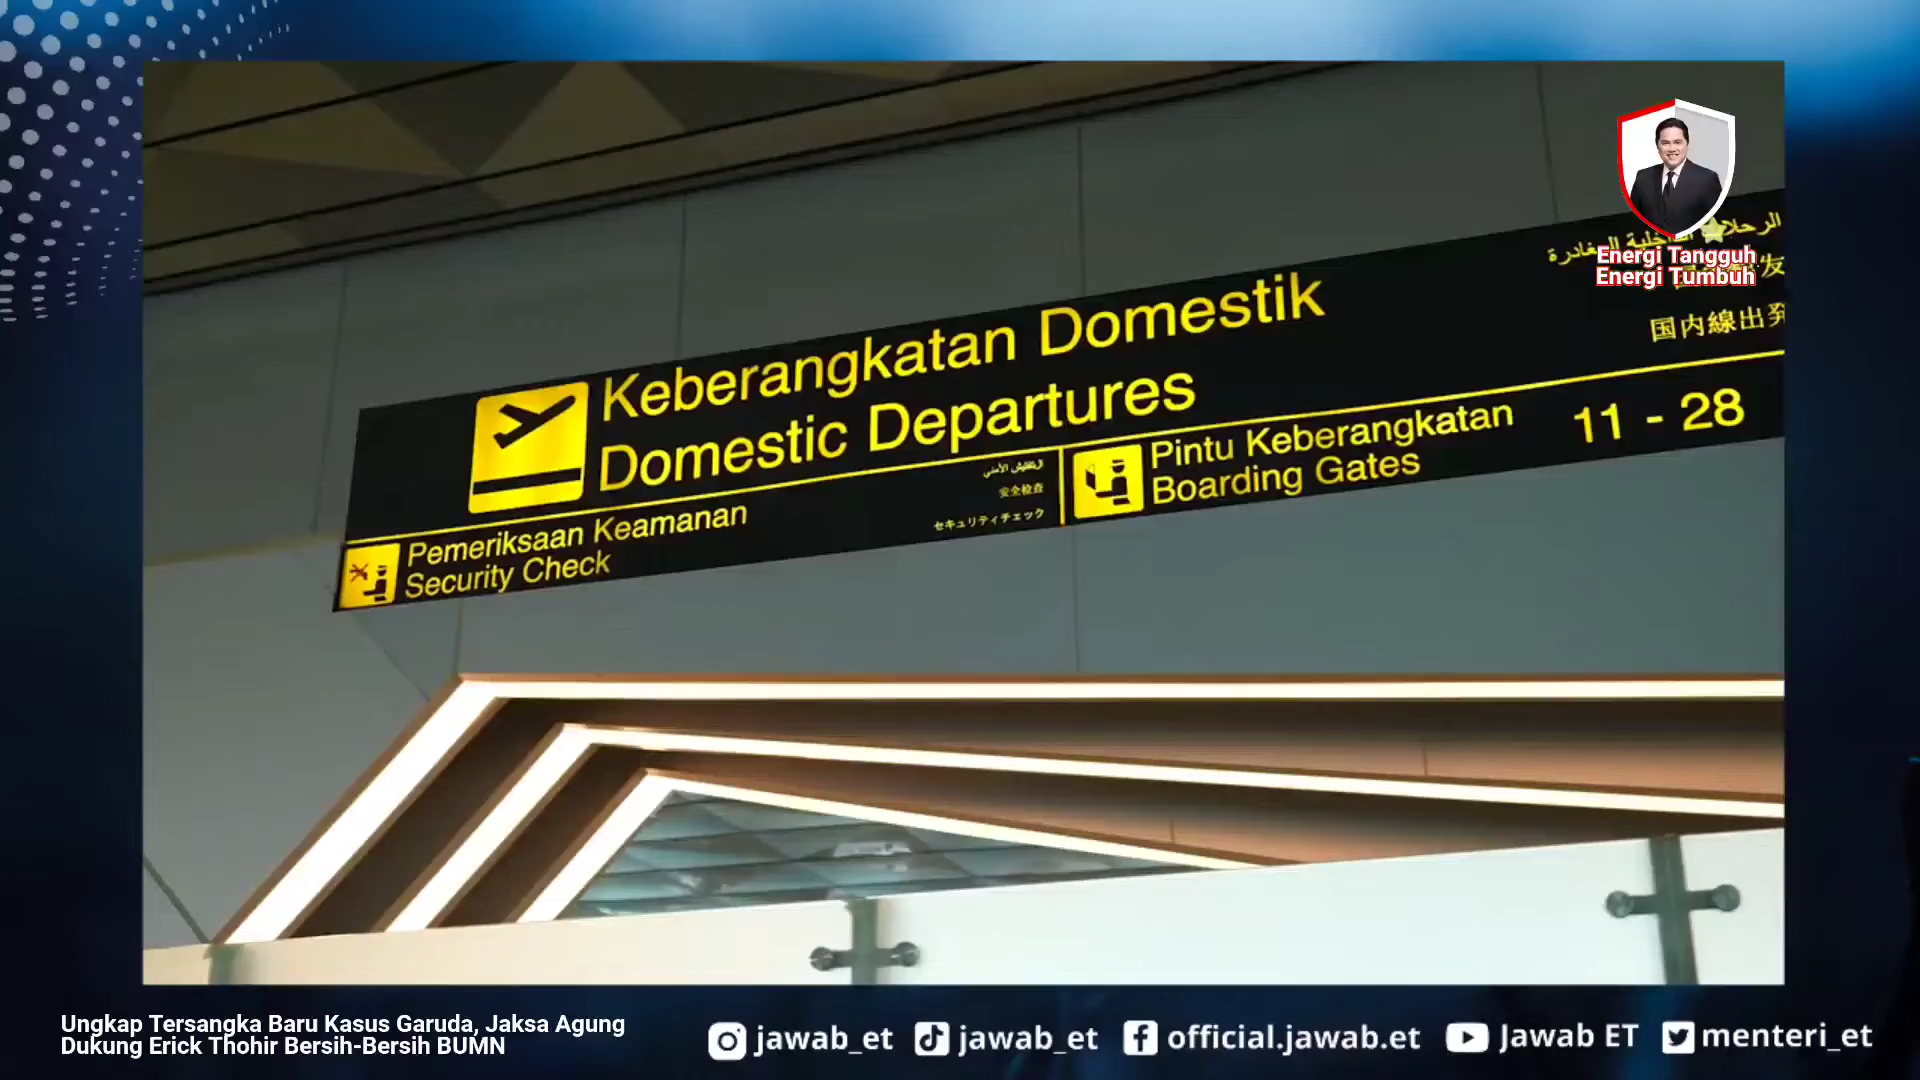 Energi Tangguh
Energi Tumbuh
Keberangkatan Domestik
Domestic Departures
国内線出発
Pemeriksaan Keamanan
Security Check
التفتيش الأمني
安全检查
セキュリティチェック
Pintu Keberangkatan
Boarding Gates
11 - 28
Ungkap Tersangka Baru Kasus Garuda, Jaksa Agung
Dukung Erick Thohir Bersih-Bersih BUMN
jawab_et
jawab_et
official.jawab.et
Jawab ET
menteri_et